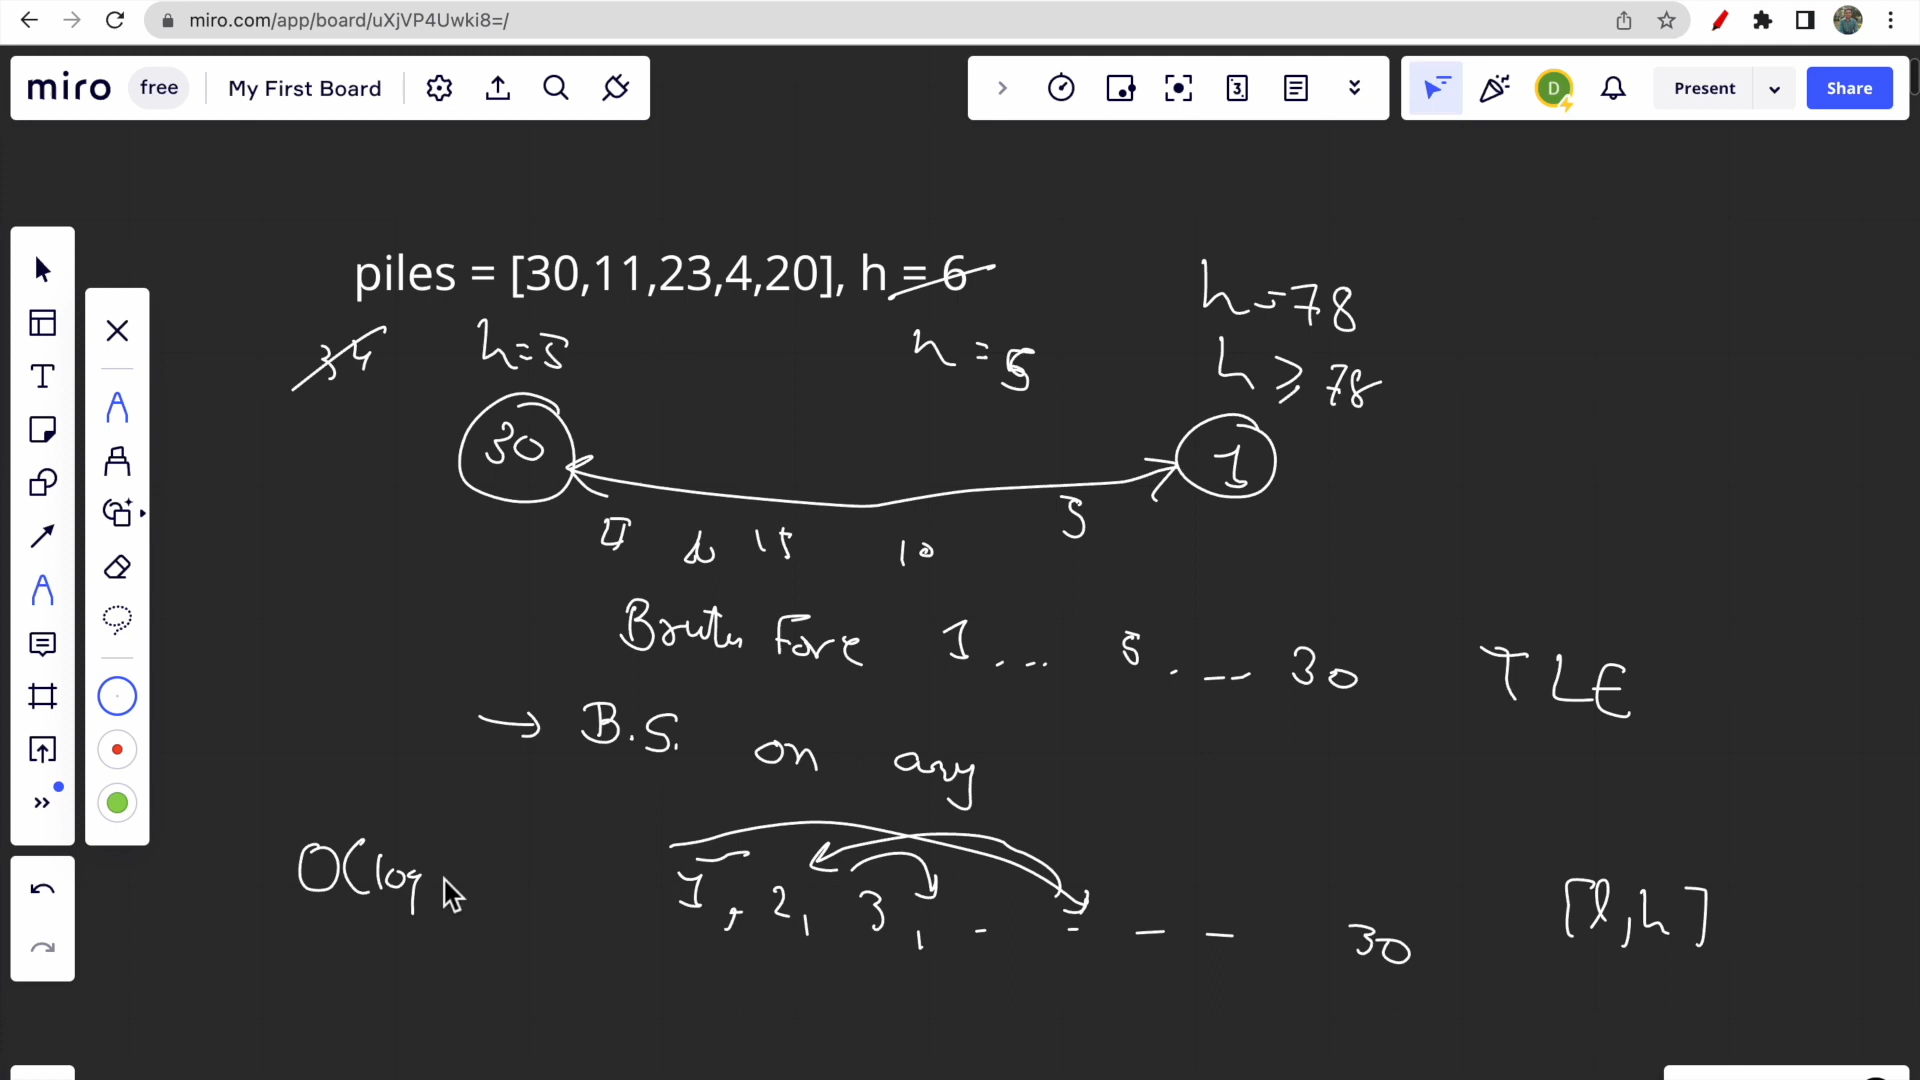 miro.com/app/board/uXjVP4Uwki8=/
miro free My First Board Present Share
3
D
T
piles = [30,11,23,4,20], h = 6
h=78
34 h=5 h = 5
h ≥ 78
30 1
15 10 5
Brute Force 1 ... 5 . -- 30 TLE
→ B.S. on
O(log 1, 2, 3, - - - - 30 [l,h]